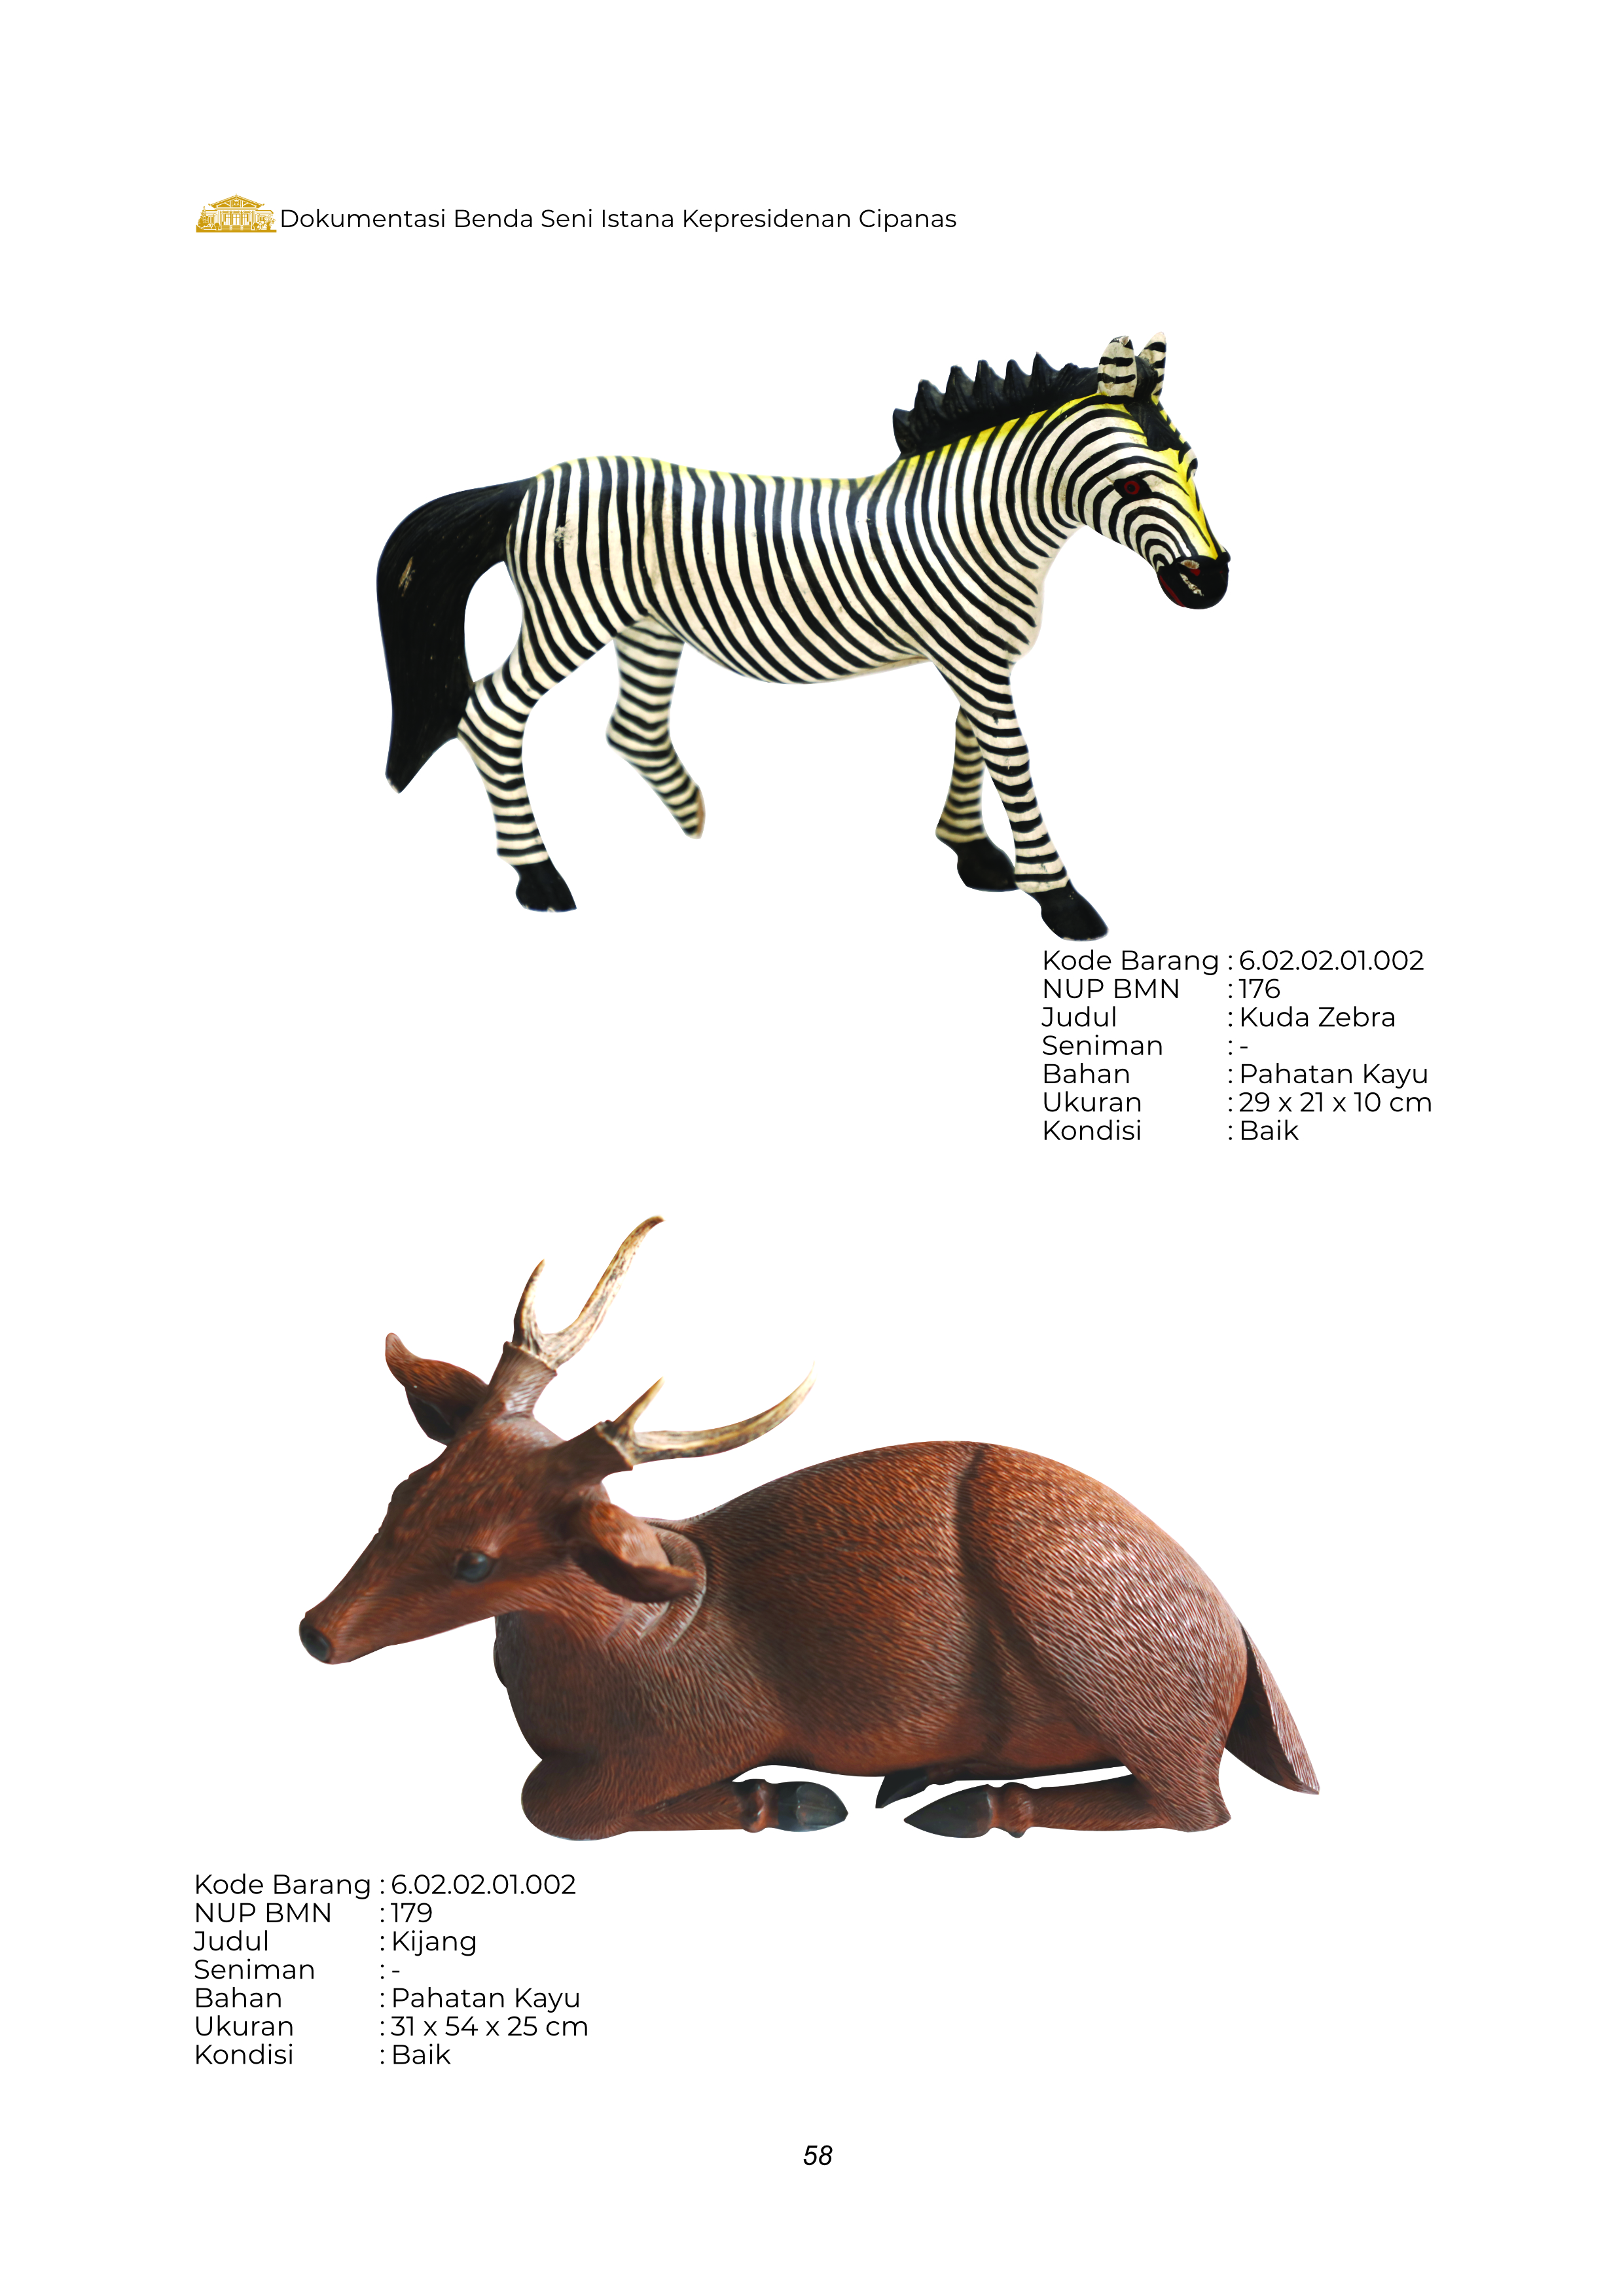 Dokumentasi Benda Seni Istana Kepresidenan Cipanas
Kode Barang : 6.02.02.01.002
NUP BMN : 176
Judul : Kuda Zebra
Seniman : -
Bahan : Pahatan Kayu
Ukuran : 29 x 21 x 10 cm
Kondisi : Baik
Kode Barang : 6.02.02.01.002
NUP BMN : 179
Judul : Kijang
Seniman : -
Bahan : Pahatan Kayu
Ukuran : 31 x 54 x 25 cm
Kondisi : Baik
58